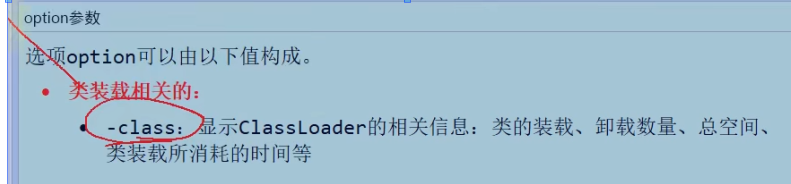 option参数
选项option可以由以下值构成。
• 类装载相关的：
• -class：显示ClassLoader的相关信息：类的装载、卸载数量、总空间、
类装载所消耗的时间等